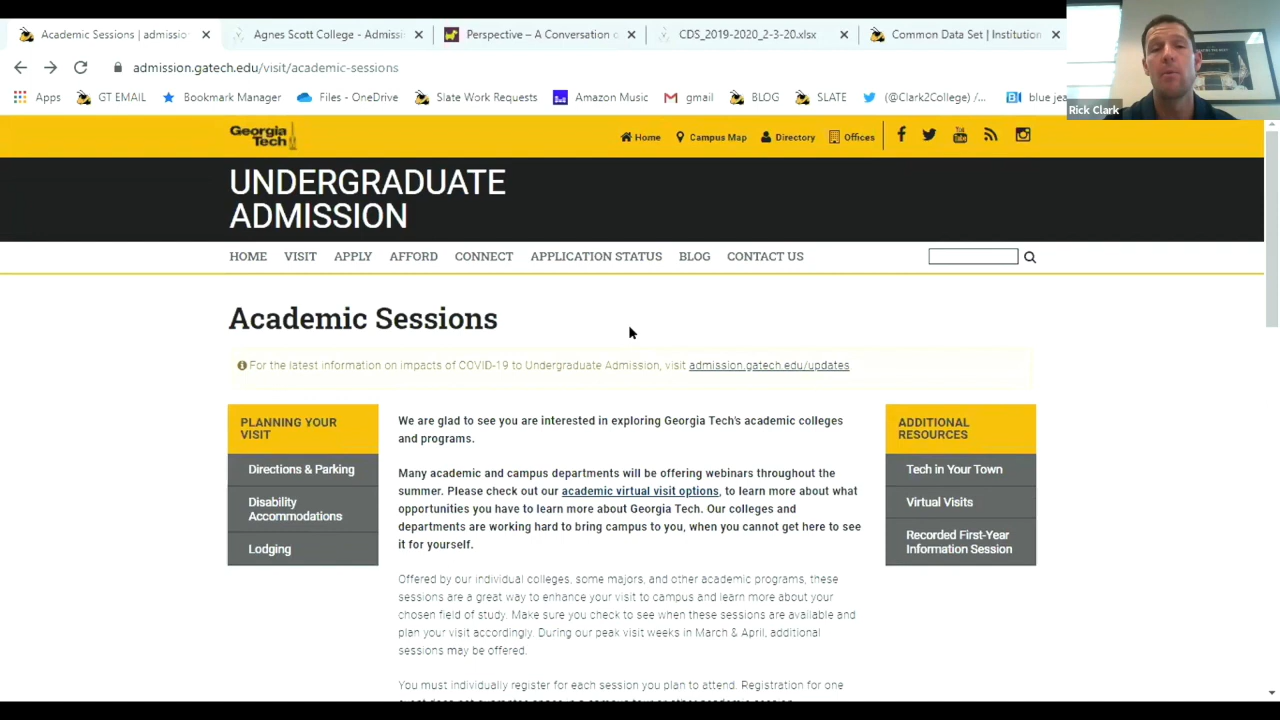 Academic Sessions | admissio
Agnes Scott College - Admissi
Perspective – A Conversation o
CDS_2019-2020_2-3-20.xlsx
Common Data Set | Institution
admission.gatech.edu/visit/academic-sessions
Apps
GT EMAIL
Bookmark Manager
Files - OneDrive
Slate Work Requests
Amazon Music
gmail
BLOG
SLATE
(@Clark2College) /...
blue jea
Rick Clark
Georgia
Tech
Home
Campus Map
Directory
Offices
UNDERGRADUATE
ADMISSION
HOME VISIT APPLY AFFORD CONNECT APPLICATION STATUS BLOG CONTACT US
Academic Sessions
For the latest information on impacts of COVID-19 to Undergraduate Admission, visit admission.gatech.edu/updates
PLANNING YOUR
VISIT
Directions & Parking
Disability
Accommodations
Lodging
We are glad to see you are interested in exploring Georgia Tech's academic colleges
and programs.
Many academic and campus departments will be offering webinars throughout the
summer. Please check out our academic virtual visit options, to learn more about what
opportunities you have to learn more about Georgia Tech. Our colleges and
departments are working hard to bring campus to you, when you cannot get here to see
it for yourself.
Offered by our individual colleges, some majors, and other academic programs, these
sessions are a great way to enhance your visit to campus and learn more about your
chosen field of study. Make sure you check to see when these sessions are available and
plan your visit accordingly. During our peak visit weeks in March & April, additional
sessions may be offered.
You must individually register for each session you plan to attend. Registration for one
ADDITIONAL
RESOURCES
Tech in Your Town
Virtual Visits
Recorded First-Year
Information Session